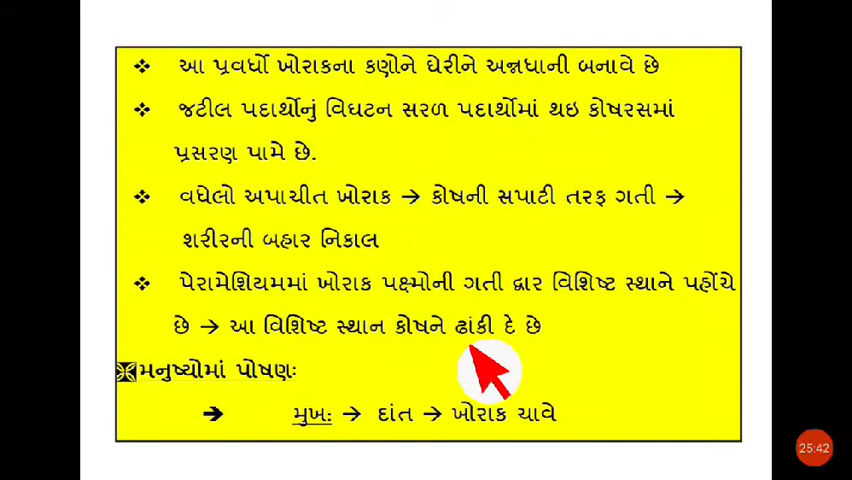 ❖ આ પ્રવર્ધો ખોરાકના કણોને ઘેરીને અન્નધાની બનાવે છે
❖ જટીલ પદાર્થોનું વિઘટન સરળ પદાર્થોમાં થઇ કોષરસમાં
પ્રસરણ પામે છે.
❖ વધેલો અપાચીત ખોરાક → કોષની સપાટી તરફ ગતી →
શરીરની બહાર નિકાલ
❖ પેરામેશિયમમાં ખોરાક પક્ષ્મોની ગતી દ્વાર વિશિષ્ટ સ્થાને પહોંચે
છે → આ વિશિષ્ટ સ્થાન કોષને ઢાંકી દે છે
મનુષ્યોમાં પોષણઃ
➔ મુખઃ → દાંત → ખોરાક ચાવે
25:42